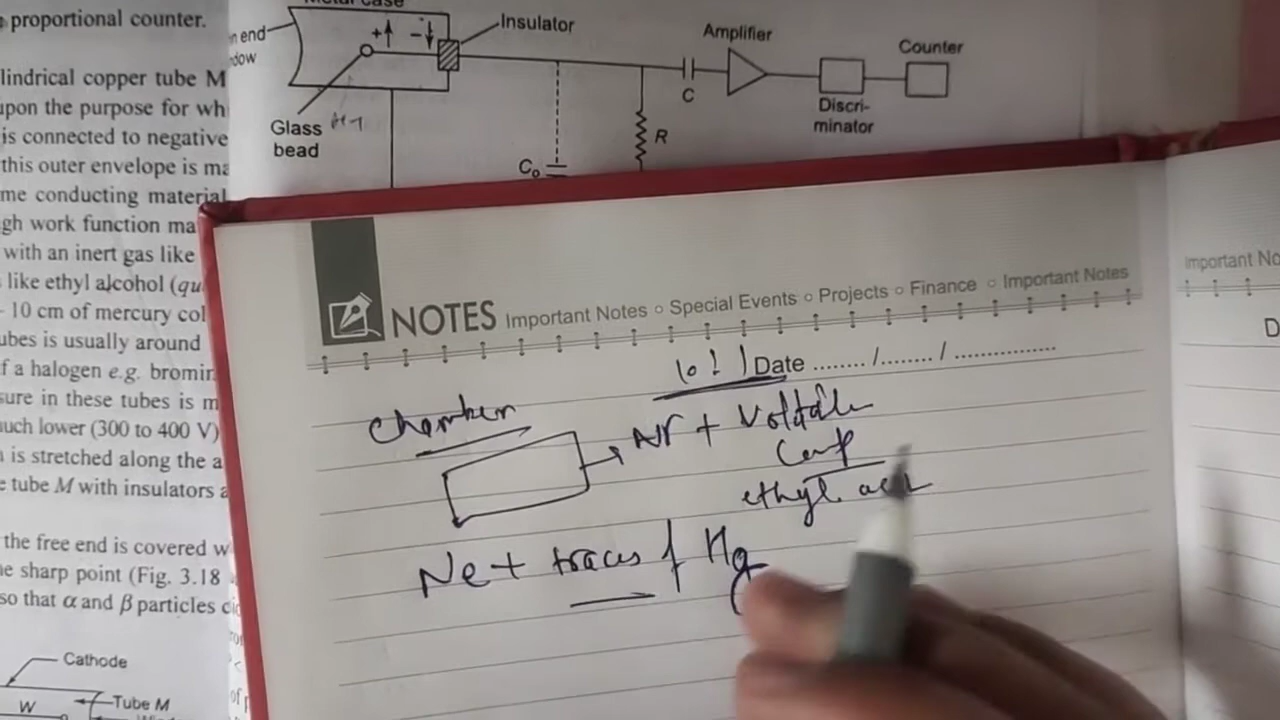 proportional counter.
lindrical copper tube M
upon the purpose for wh
is connected to negative
this outer envelope is ma
me conducting material
gh work function ma
with an inert gas like
like ethyl alcohol (qu
- 10 cm of mercury col
ubes is usually around
f a halogen e.g. bromin
sure in these tubes is m
uch lower (300 to 400 V)
is stretched along the a
e tube M with insulators a
the free end is covered w
e sharp point (Fig. 3.18
so that α and β particles
Cathode
Tube M
W
n end
dow
+ -
Insulator
Glass
bead
C₀
R
C
Amplifier
Discri-
minator
Counter
NOTES Important Notes ○ Special Events ○ Projects ○ Finance ○ Important Notes
10:1 Date ......../......../...............
Chamber
Ar + Volatile
Comp
ethyl
Ne + traces of Hg
Important No
D